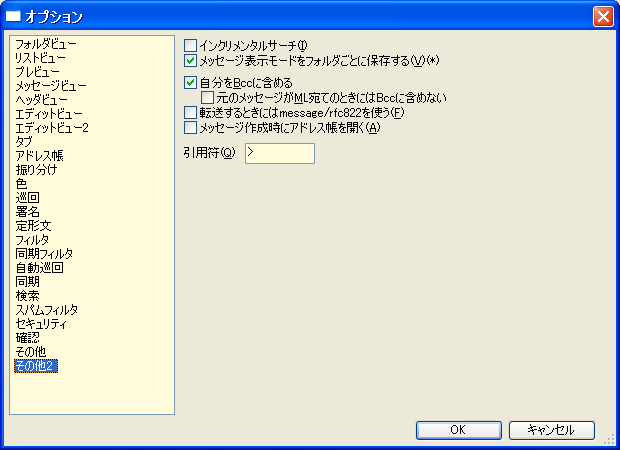 オプション
フォルダビュー
リストビュー
プレビュー
メッセージビュー
ヘッダビュー
エディットビュー
エディットビュー2
タブ
アドレス帳
振り分け
色
巡回
署名
定形文
フィルタ
同期フィルタ
自動巡回
同期
検索
スパムフィルタ
セキュリティ
確認
その他
その他2
インクリメンタルサーチ(I)
メッセージ表示モードをフォルダごとに保存する(V)(*)
自分をBccに含める
元のメッセージがML宛てのときにはBccに含めない
転送するときにはmessage/rfc822を使う(F)
メッセージ作成時にアドレス帳を開く(A)
引用符(Q) >
OK キャンセル